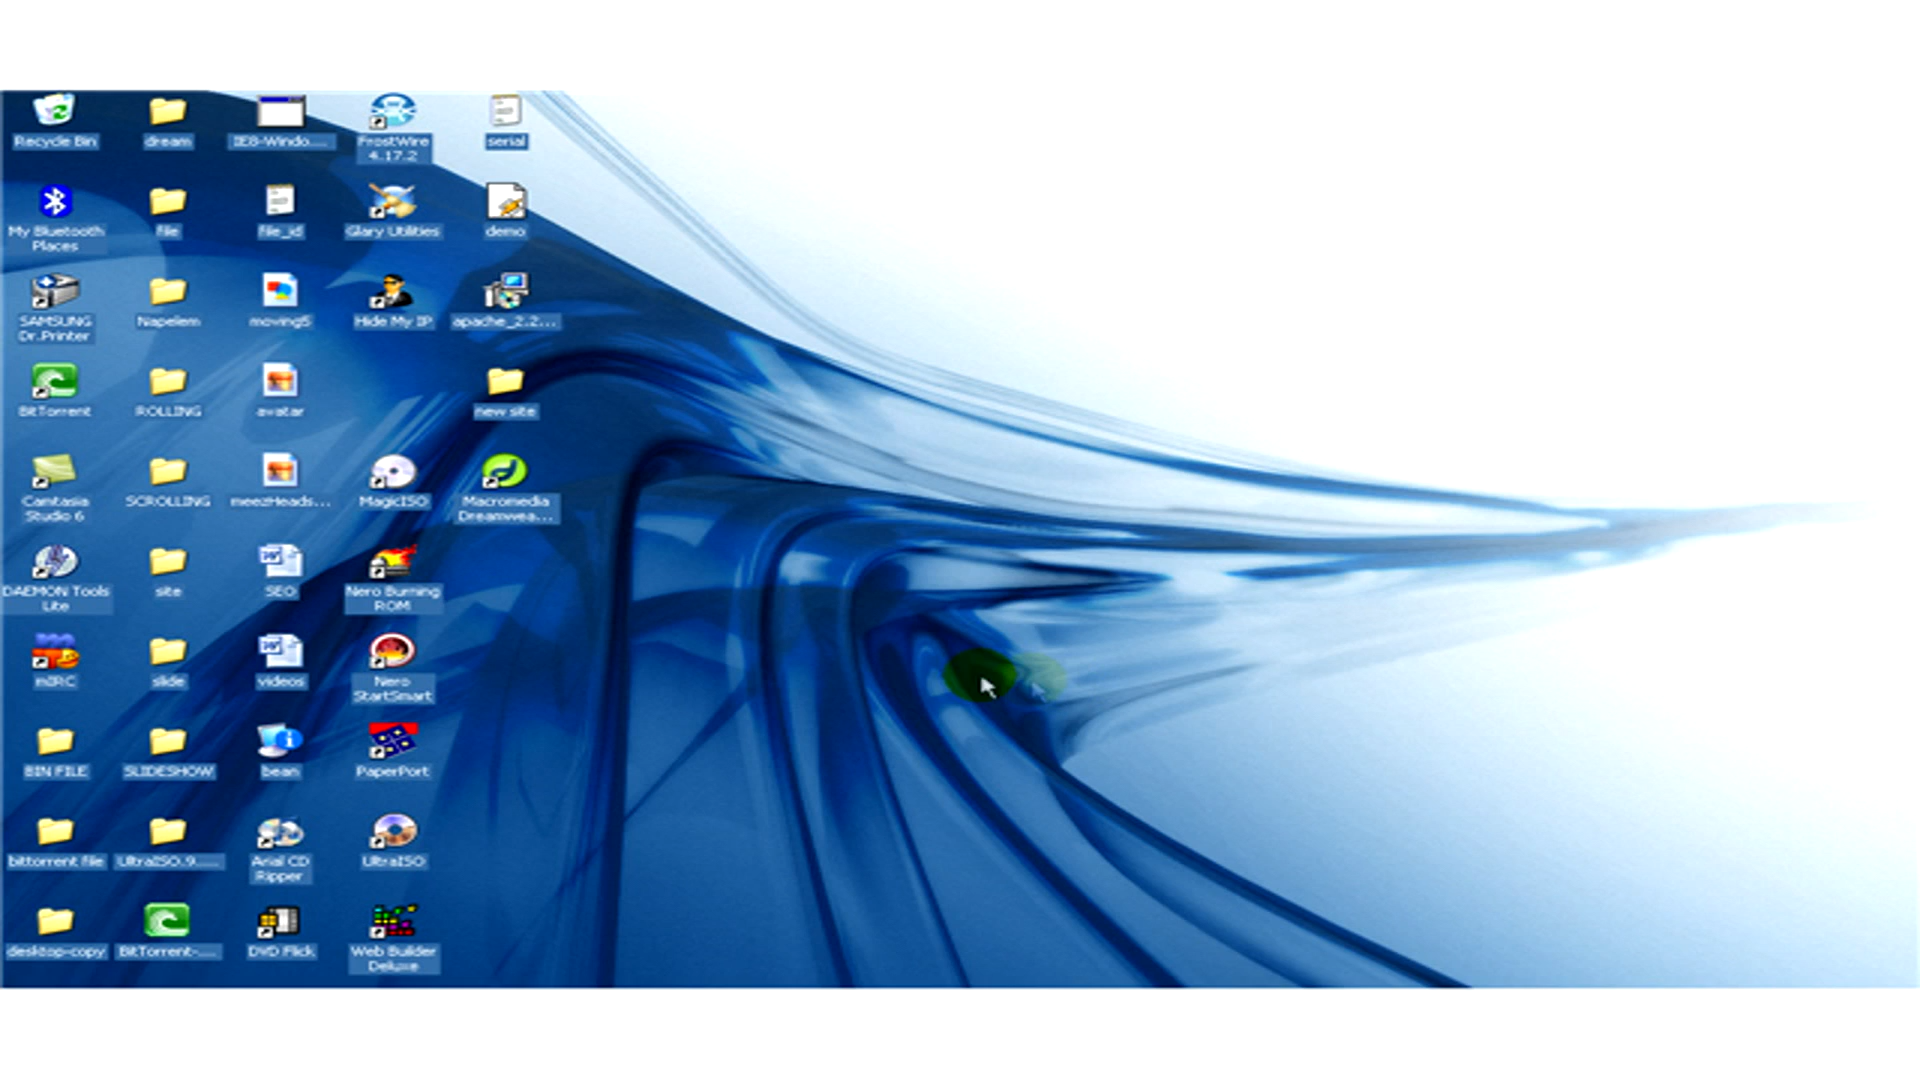 Recycle Bin
dream
IE8-Windo....
FrostWire
4.17.2
serial
My Bluetooth
Places
file
file_id
Glary Utilities
demo
SAMSUNG
Dr.Printer
Napelem
moving5
Hide My IP
apache_2.2...
BitTorrent
ROLLING
avatar
new site
Camtasia
Studio 6
SCROLLING
meezHeads...
MagicISO
Macromedia
Dreamwea...
DAEMON Tools
Lite
site
SEO
Nero Burning
ROM
mIRC
slide
videos
Nero
StartSmart
BIN FILE
SLIDESHOW
bean
PaperPort
bittorrent file
UltraISO.9....
Arial CD
Ripper
UltraISO
desktop-copy
BitTorrent-....
DVD Flick
Web Builder
Deluxe